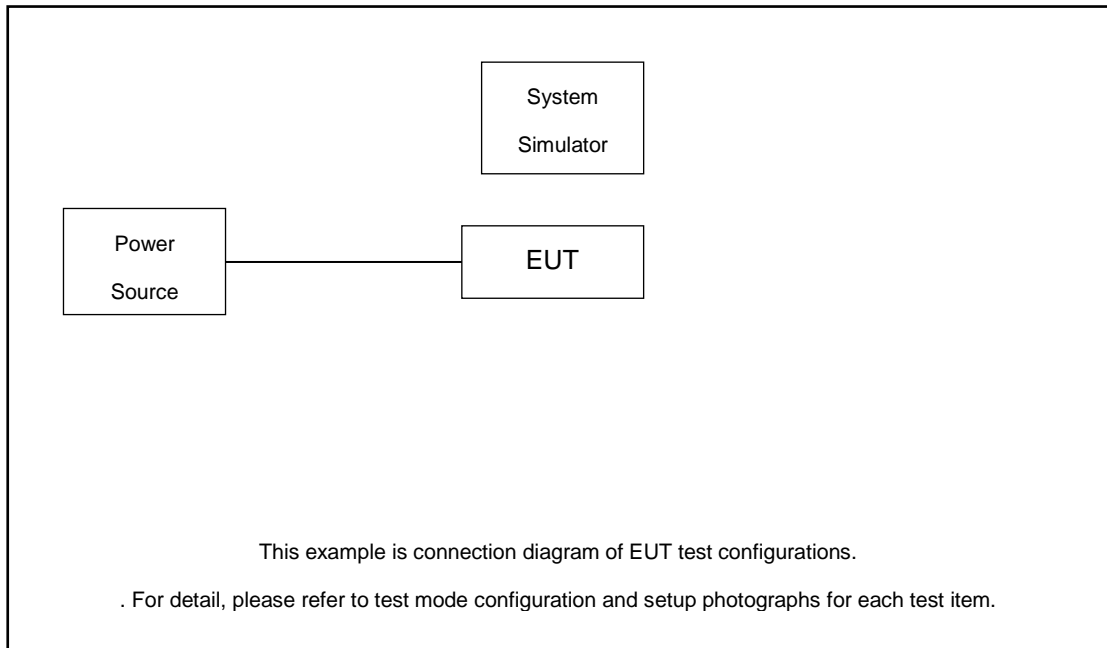 System
Simulator
Power
Source
EUT
This example is connection diagram of EUT test configurations.
. For detail, please refer to test mode configuration and setup photographs for each test item.